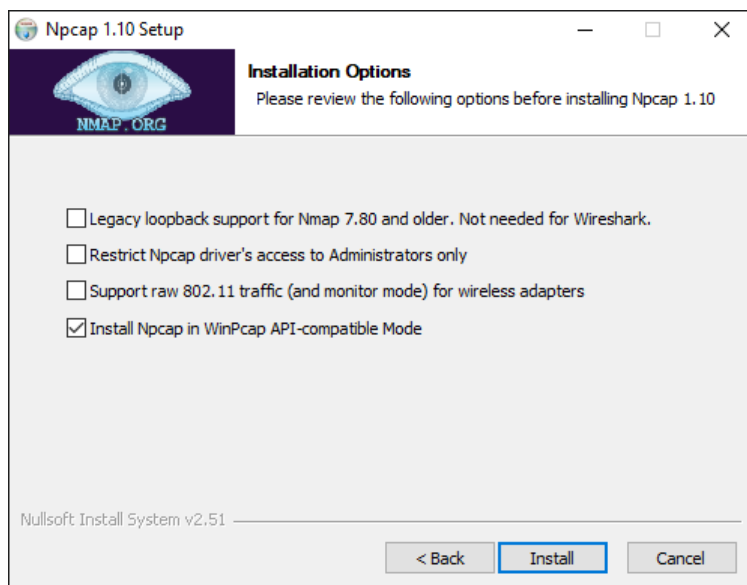 Npcap 1.10 Setup
NMAP.ORG
Installation Options
Please review the following options before installing Npcap 1.10
Legacy loopback support for Nmap 7.80 and older. Not needed for Wireshark.
Restrict Npcap driver's access to Administrators only
Support raw 802.11 traffic (and monitor mode) for wireless adapters
Install Npcap in WinPcap API-compatible Mode
Nullsoft Install System v2.51
< Back
Install
Cancel